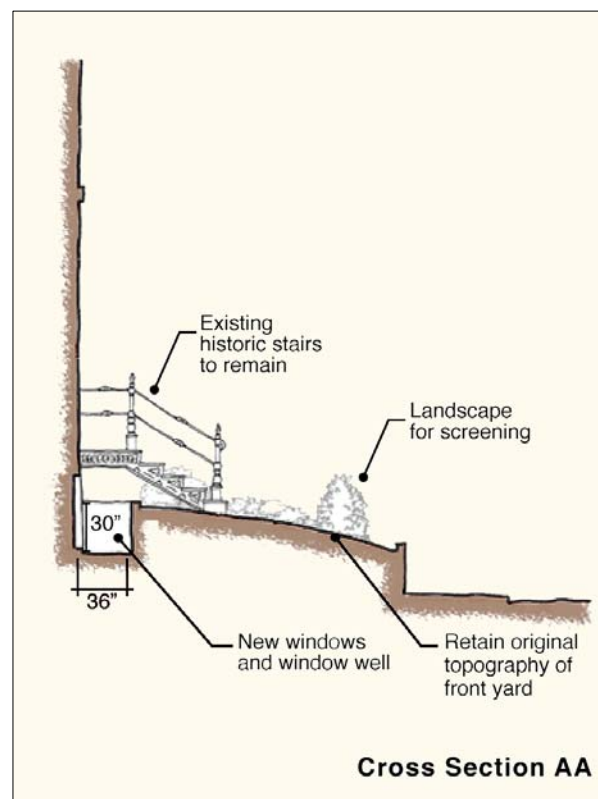 Existing
historic stairs
to remain
Landscape
for screening
30”
36”
New windows
and window well
Retain original
topography of
front yard
Cross Section AA